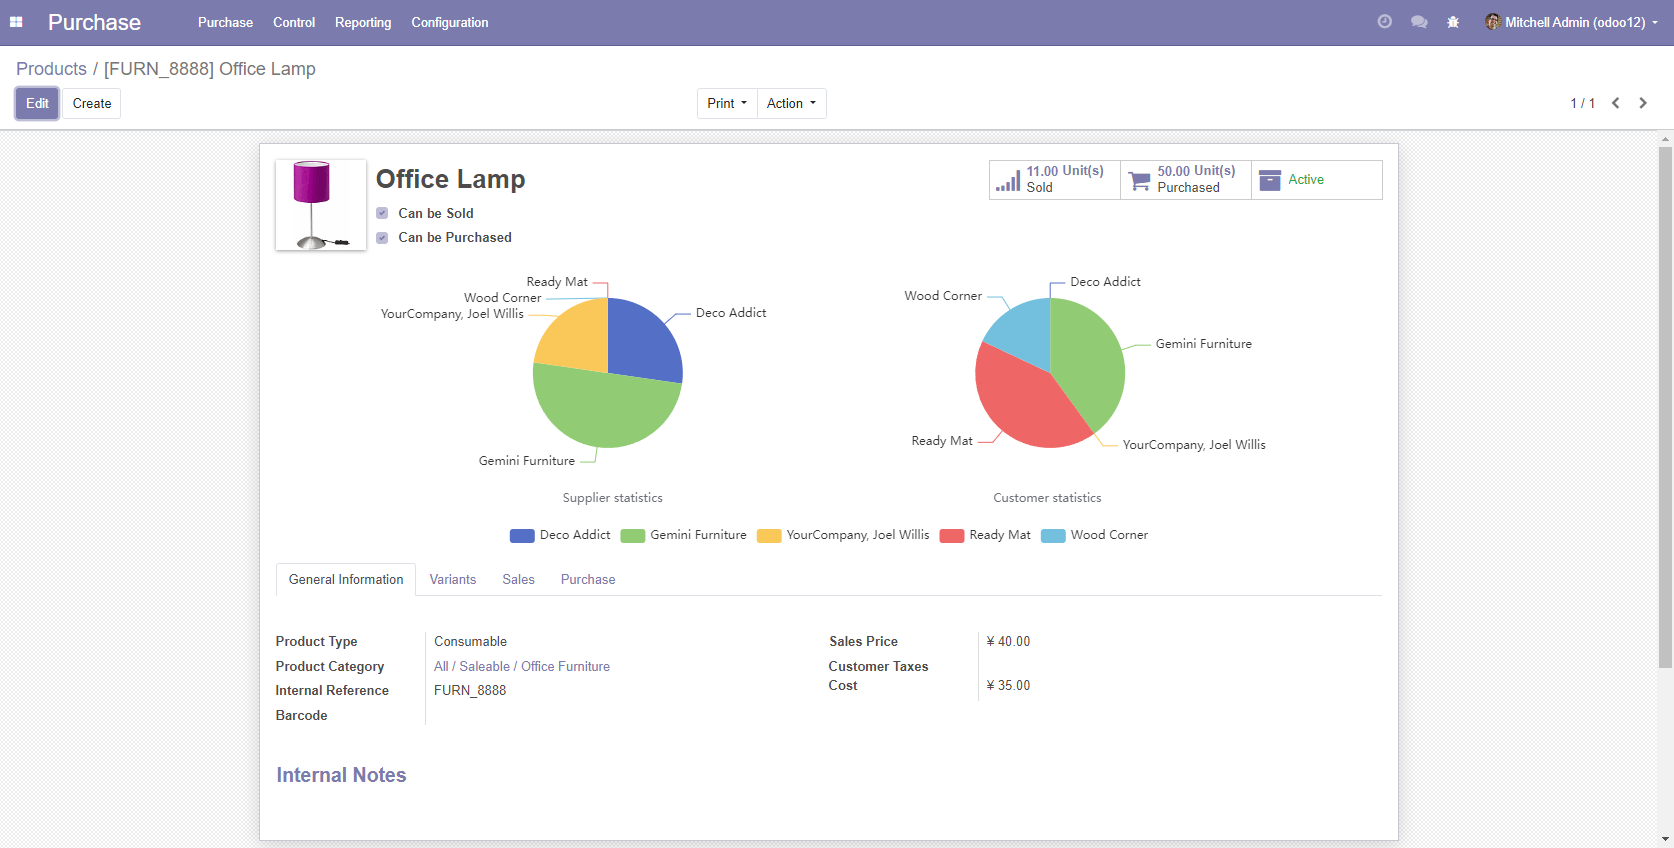 Purchase Purchase Control Reporting Configuration Mitchell Admin (odoo12)
Products / [FURN_8888] Office Lamp
Edit Create Print Action 1 / 1
Office Lamp
Can be Sold
Can be Purchased
11.00 Unit(s)
Sold
50.00 Unit(s)
Purchased
Active
Ready Mat
Wood Corner
YourCompany, Joel Willis
Deco Addict
Gemini Furniture
Supplier statistics
Deco Addict
Wood Corner
Gemini Furniture
Ready Mat
YourCompany, Joel Willis
Customer statistics
Deco Addict Gemini Furniture YourCompany, Joel Willis Ready Mat Wood Corner
General Information Variants Sales Purchase
Product Type Consumable
Product Category All / Saleable / Office Furniture
Internal Reference FURN_8888
Barcode
Sales Price ¥ 40.00
Customer Taxes
Cost ¥ 35.00
Internal Notes